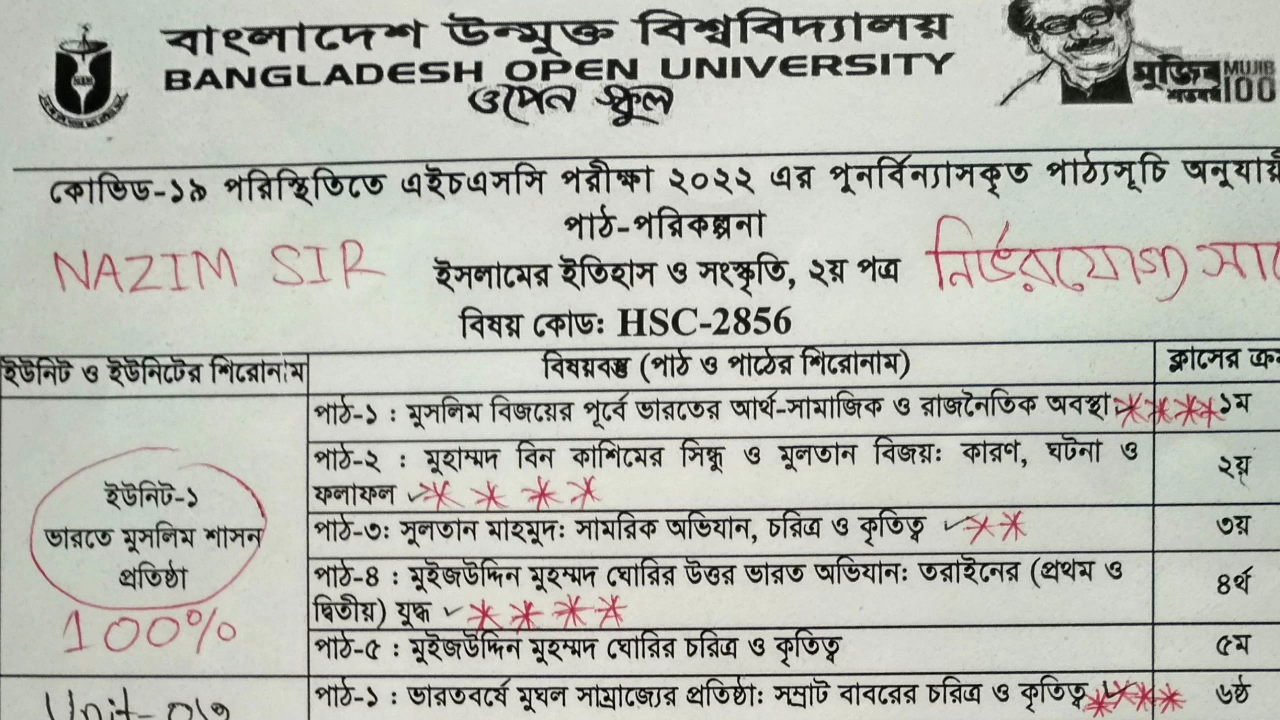 বাংলাদেশ উন্মুক্ত বিশ্ববিদ্যালয়
BANGLADESH OPEN UNIVERSITY
ওপেন স্কুল
মুজিব MUJIB
শতবর্ষ 100
কোভিড-১৯ পরিস্থিতিতে এইচএসসি পরীক্ষা ২০২২ এর পুনর্বিন্যাসকৃত পাঠ্যসূচি অনুযায়ী
পাঠ-পরিকল্পনা
NAZIM SIR
ইসলামের ইতিহাস ও সংস্কৃতি, ২য় পত্র
নির্ভরযোগ্য সা
বিষয় কোড: HSC-2856
ইউনিট ও ইউনিটের শিরোনাম
বিষয়বস্তু (পাঠ ও পাঠের শিরোনাম)
ক্লাসের ক্র
ইউনিট-১
ভারতে মুসলিম শাসন
প্রতিষ্ঠা
100%
পাঠ-১ : মুসলিম বিজয়ের পূর্বে ভারতের আর্থ-সামাজিক ও রাজনৈতিক অবস্থা
১ম
পাঠ-২ : মুহাম্মদ বিন কাশিমের সিন্ধু ও মুলতান বিজয়: কারণ, ঘটনা ও
ফলাফল
২য়
পাঠ-৩: সুলতান মাহমুদ: সামরিক অভিযান, চরিত্র ও কৃতিত্ব
৩য়
পাঠ-৪ : মুইজউদ্দিন মুহম্মদ ঘোরির উত্তর ভারত অভিযান: তরাইনের (প্রথম ও
দ্বিতীয়) যুদ্ধ
৪র্থ
পাঠ-৫ : মুইজউদ্দিন মুহম্মদ ঘোরির চরিত্র ও কৃতিত্ব
৫ম
Unit-
পাঠ-১ : ভারতবর্ষে মুঘল সাম্রাজ্যের প্রতিষ্ঠা: সম্রাট বাবরের চরিত্র ও কৃতিত্ব
৬ষ্ঠ